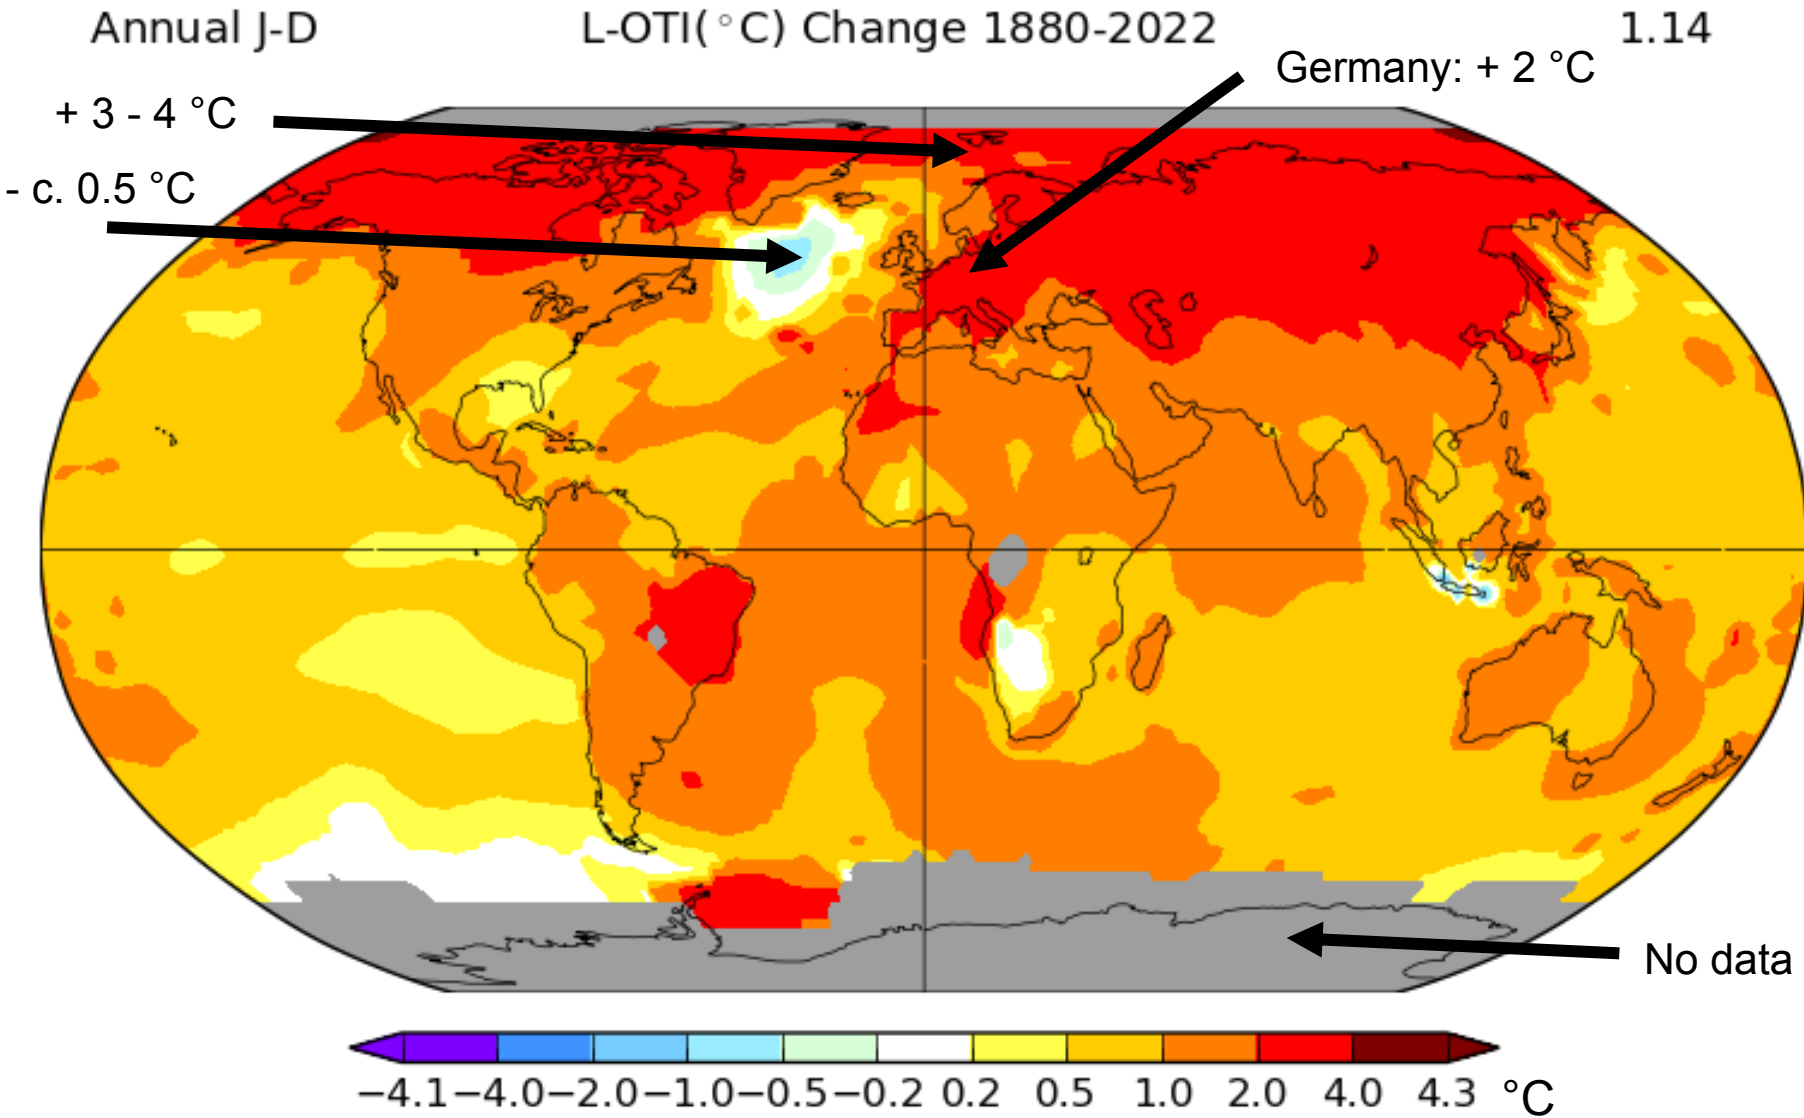 Annual J-D L-OTI(°C) Change 1880-2022 1.14
Germany: + 2 °C
+ 3 - 4 °C
- c. 0.5 °C
No data
−4.1 −4.0 −2.0 −1.0 −0.5 −0.2 0.2 0.5 1.0 2.0 4.0 4.3 °C